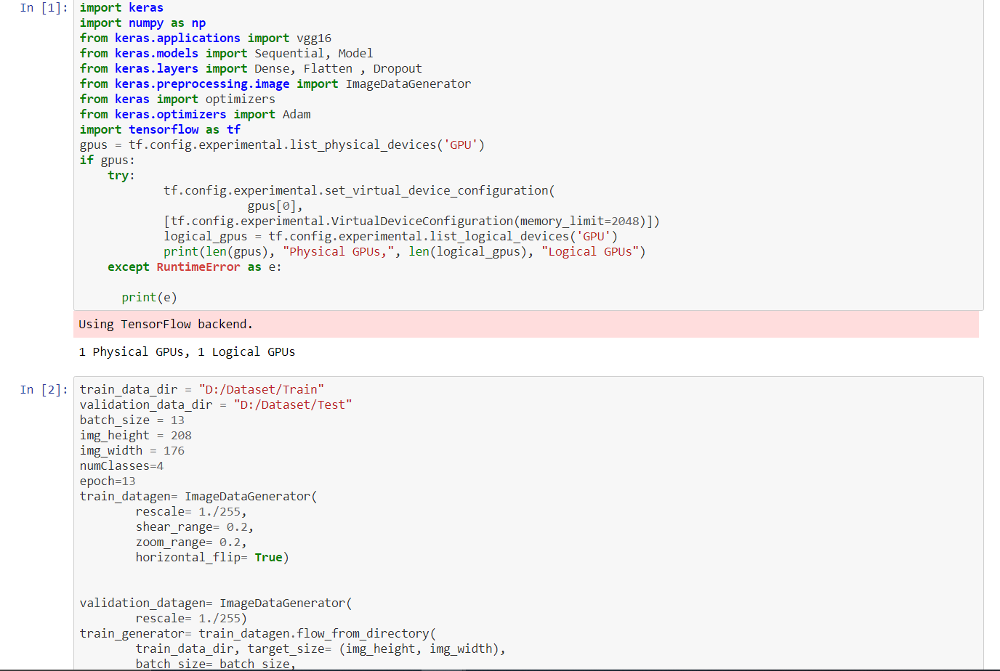 In [1]:
import keras
import numpy as np
from keras.applications import vgg16
from keras.models import Sequential, Model
from keras.layers import Dense, Flatten , Dropout
from keras.preprocessing.image import ImageDataGenerator
from keras import optimizers
from keras.optimizers import Adam
import tensorflow as tf
gpus = tf.config.experimental.list_physical_devices('GPU')
if gpus:
    try:
            tf.config.experimental.set_virtual_device_configuration(
                        gpus[0],
            [tf.config.experimental.VirtualDeviceConfiguration(memory_limit=2048)])
            logical_gpus = tf.config.experimental.list_logical_devices('GPU')
            print(len(gpus), "Physical GPUs,", len(logical_gpus), "Logical GPUs")
    except RuntimeError as e:
      print(e)
Using TensorFlow backend.
1 Physical GPUs, 1 Logical GPUs
In [2]:
train_data_dir = "D:/Dataset/Train"
validation_data_dir = "D:/Dataset/Test"
batch_size = 13
img_height = 208
img_width = 176
numClasses=4
epoch=13
train_datagen= ImageDataGenerator(
        rescale= 1./255,
        shear_range= 0.2,
        zoom_range= 0.2,
        horizontal_flip= True)
validation_datagen= ImageDataGenerator(
        rescale= 1./255)
train_generator= train_datagen.flow_from_directory(
        train_data_dir, target_size= (img_height, img_width),
        batch_size= batch_size,